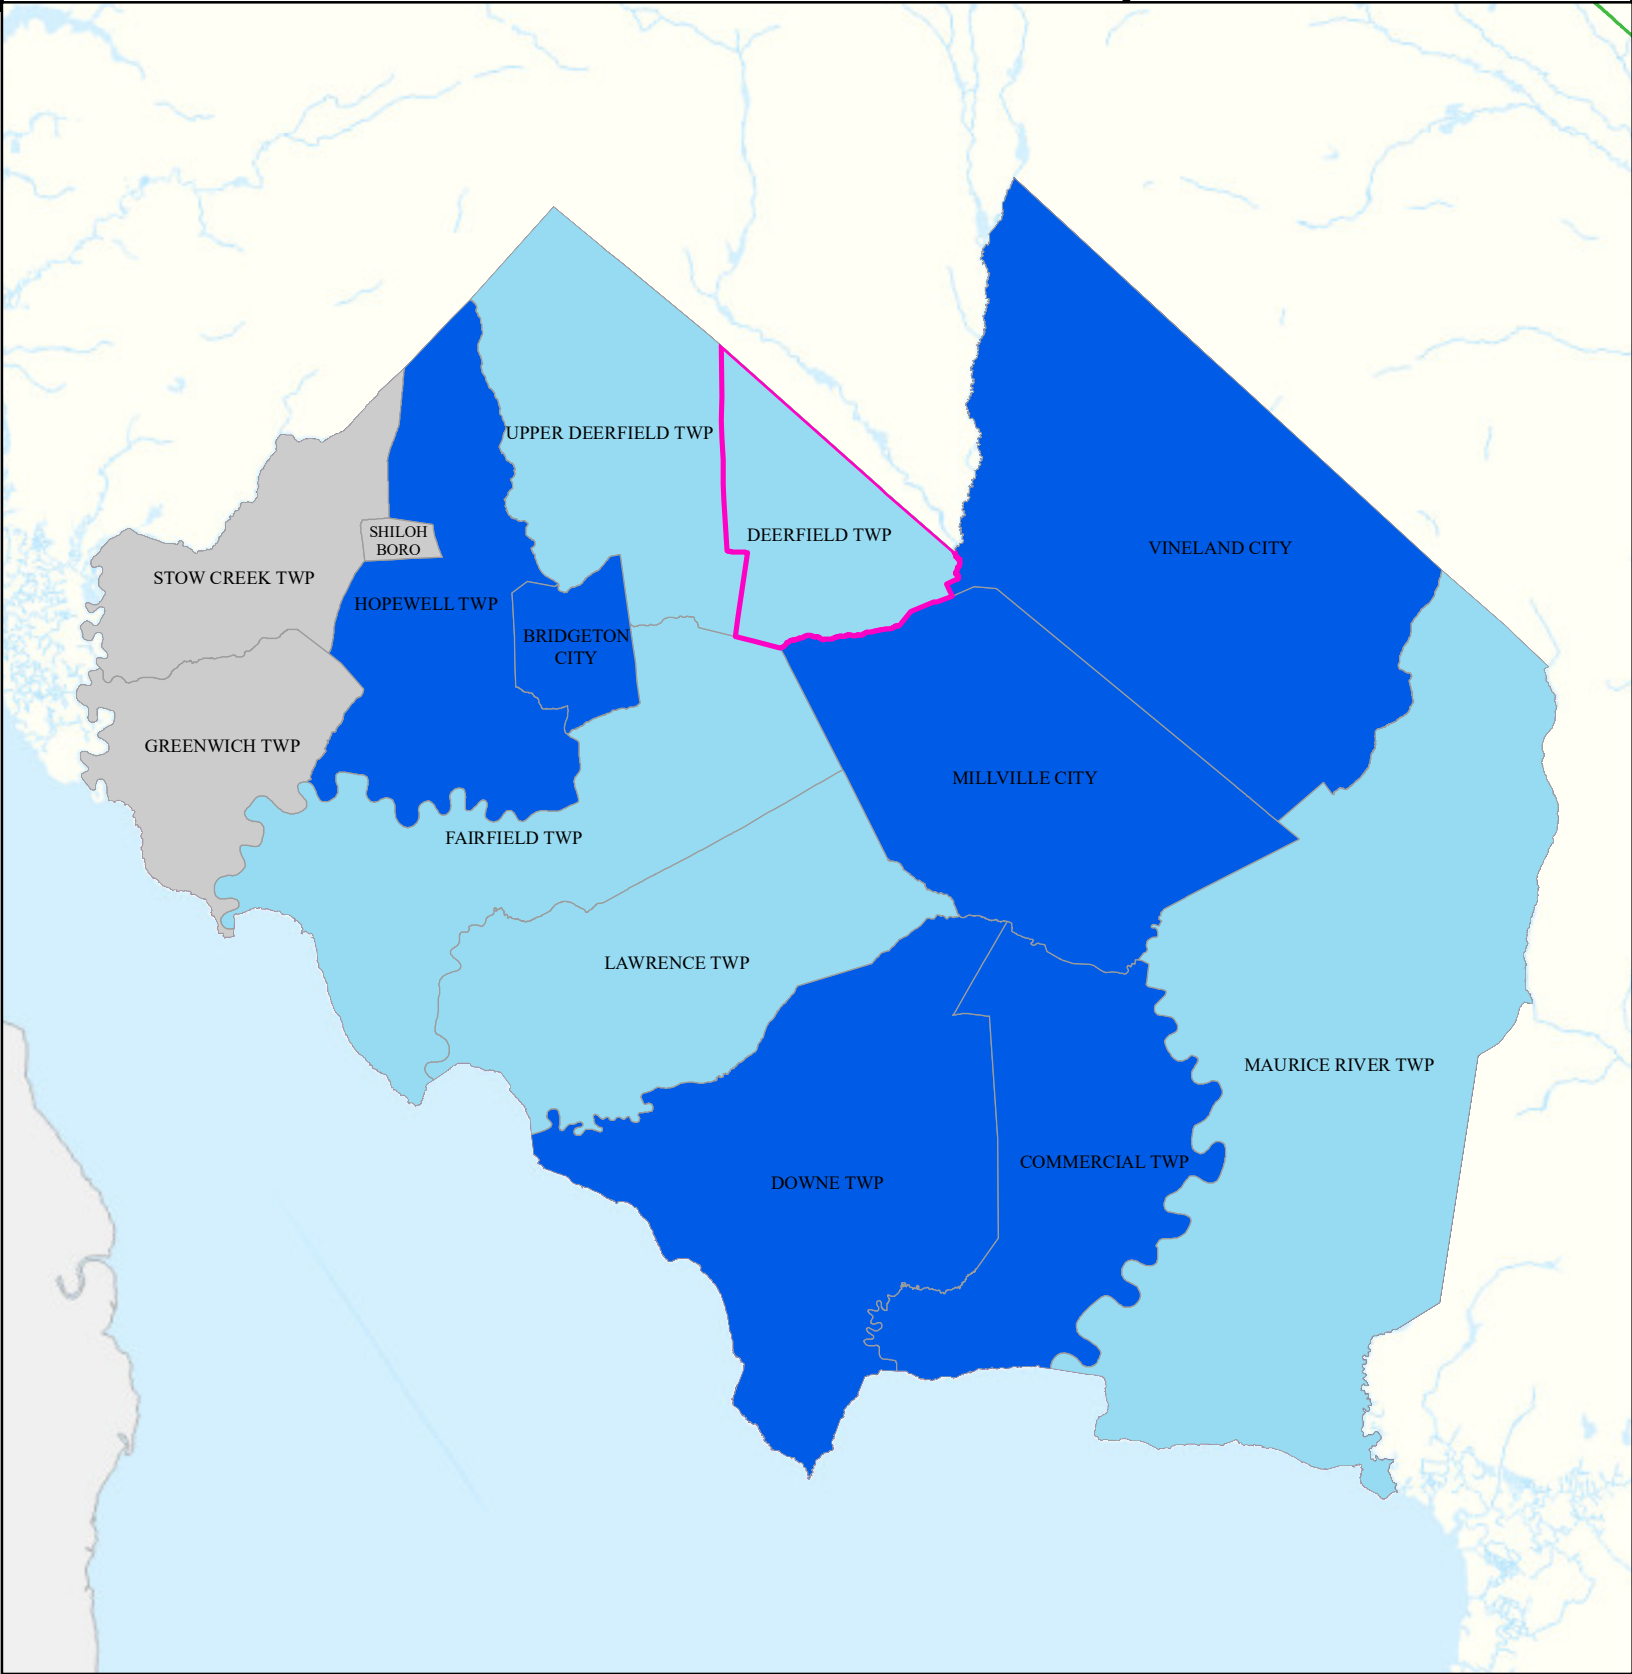 UPPER DEERFIELD TWP
DEERFIELD TWP
SHILOH
BORO
VINELAND CITY
STOW CREEK TWP
HOPEWELL TWP
BRIDGETON
CITY
GREENWICH TWP
MILLVILLE CITY
FAIRFIELD TWP
LAWRENCE TWP
MAURICE RIVER TWP
COMMERCIAL TWP
DOWNE TWP